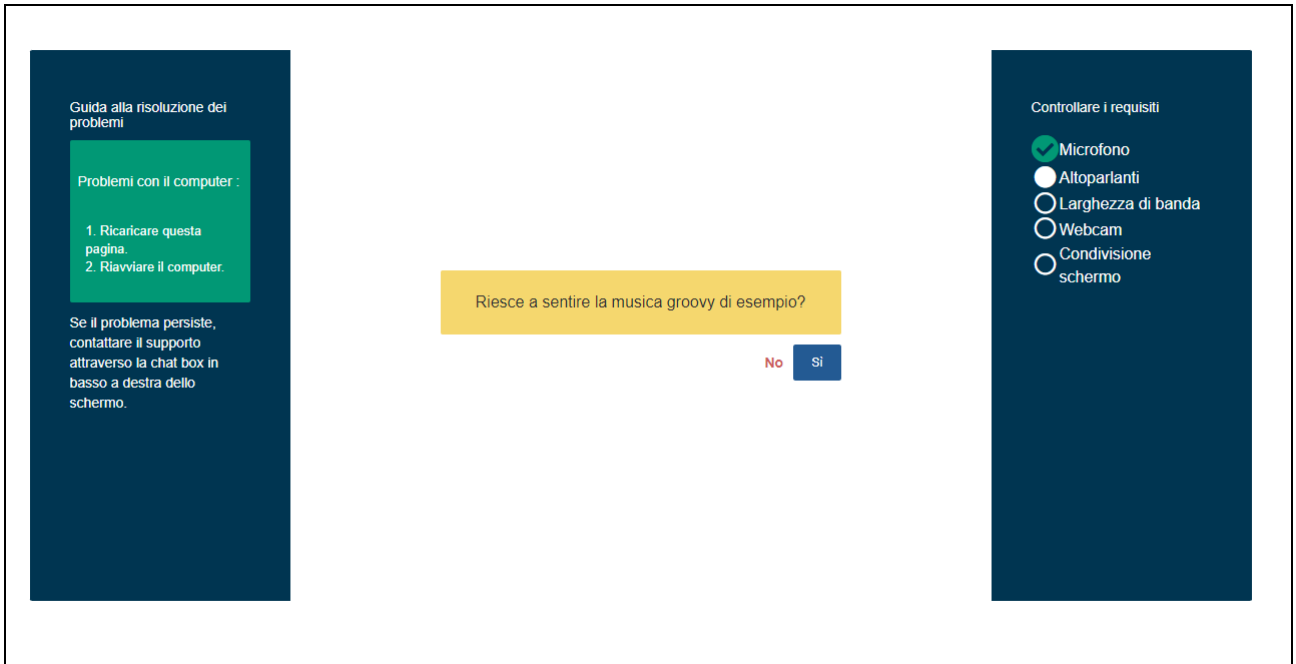 Guida alla risoluzione dei
problemi
Problemi con il computer :
1. Ricaricare questa
pagina.
2. Riavviare il computer.
Se il problema persiste,
contattare il supporto
attraverso la chat box in
basso a destra dello
schermo.
Riesce a sentire la musica groovy di esempio?
No
Si
Controllare i requisiti
Microfono
Altoparlanti
Larghezza di banda
Webcam
Condivisione
schermo